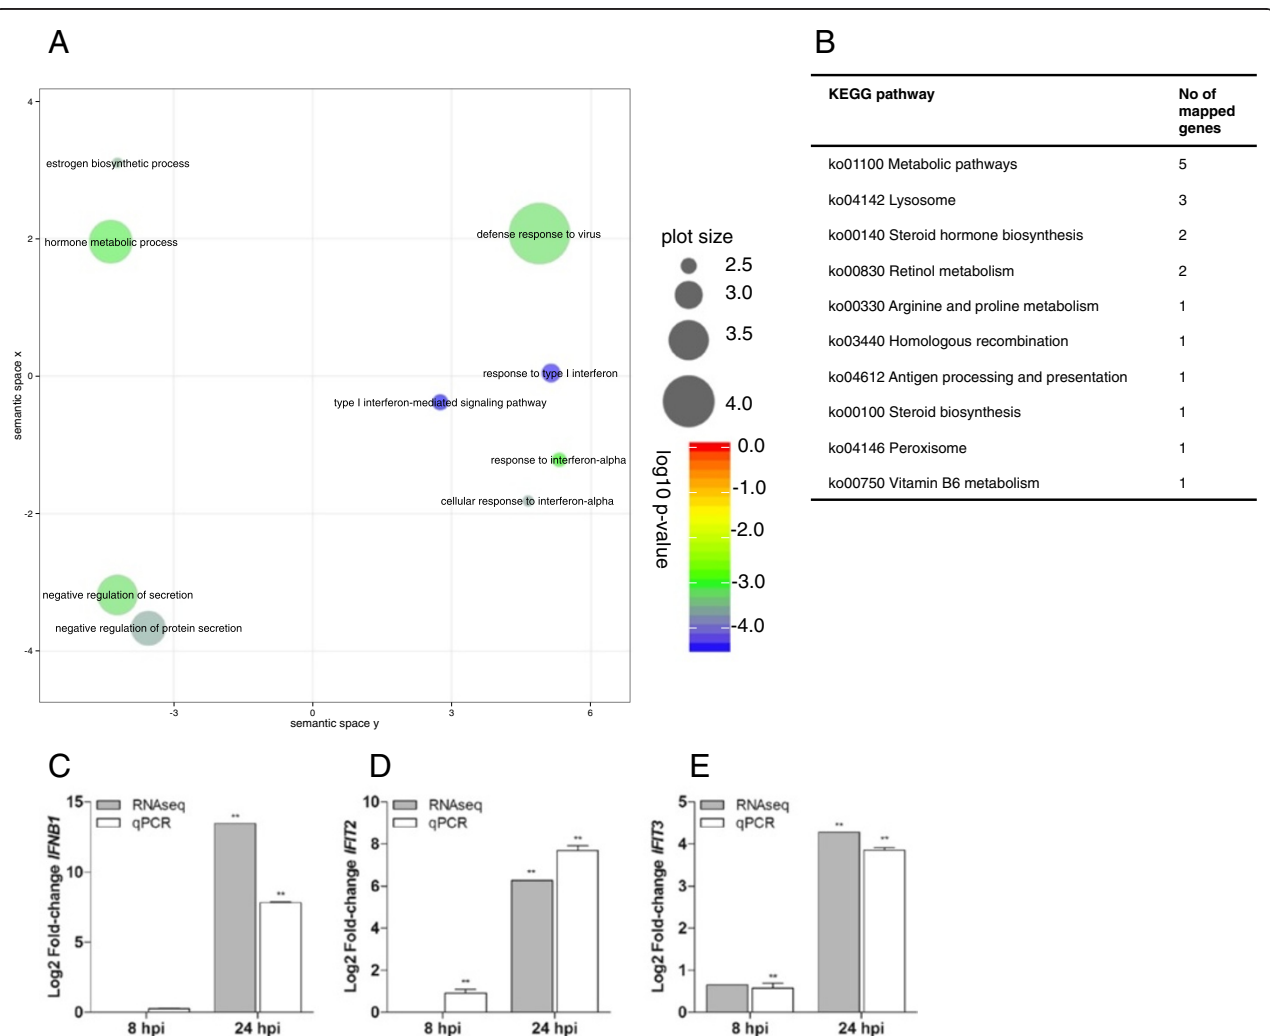 A
4
2
0
-2
-4
semantic space x
-3
0
3
6
semantic space y
estrogen biosynthetic process
hormone metabolic process
defense response to virus
response to type I interferon
type I interferon-mediated signaling pathway
response to interferon-alpha
cellular response to interferon-alpha
negative regulation of secretion
negative regulation of protein secretion
plot size
2.5
3.0
3.5
4.0
log10 p-value
0.0
-1.0
-2.0
-3.0
-4.0
B
KEGG pathway No of mapped genes
ko01100 Metabolic pathways 5
ko04142 Lysosome 3
ko00140 Steroid hormone biosynthesis 2
ko00830 Retinol metabolism 2
ko00330 Arginine and proline metabolism 1
ko03440 Homologous recombination 1
ko04612 Antigen processing and presentation 1
ko00100 Steroid biosynthesis 1
ko04146 Peroxisome 1
ko00750 Vitamin B6 metabolism 1
C
Log2 Fold-change IFNB1
15
10
5
0
RNAseq
qPCR
**
**
8 hpi
24 hpi
D
Log2 Fold-change IFIT2
10
8
6
4
2
0
RNAseq
qPCR
**
**
**
8 hpi
24 hpi
E
Log2 Fold-change IFIT3
5
4
3
2
1
0
RNAseq
qPCR
**
**
**
8 hpi
24 hpi